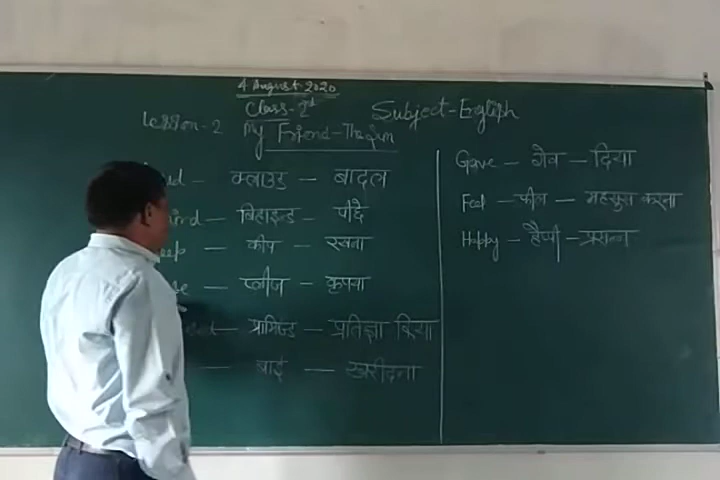 4 August 2020
Class - 2nd
Subject - English
Lesson - 2
My Friend - The
— क्लाउड — बादल
— बिहाइन्ड — पीछे
— कीप — रखना
— प्लीज — कृपया
— प्रामिज्ड — प्रतिज्ञा किया
— बाई — खरीदना
Gave — गेव — दिया
Feel — फील — महसुस करना
Happy — हैप्पी — प्रसन्न